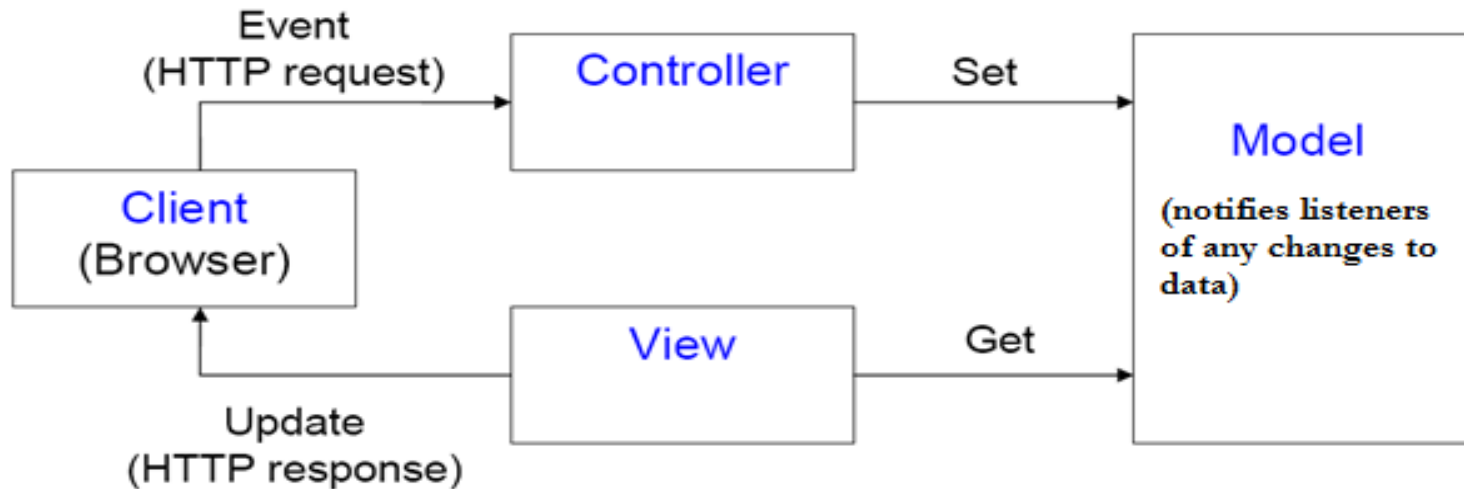 Event
(HTTP request)
Controller
Set
Model
(notifies listeners
of any changes to
data)
Client
(Browser)
View
Get
Update
(HTTP response)